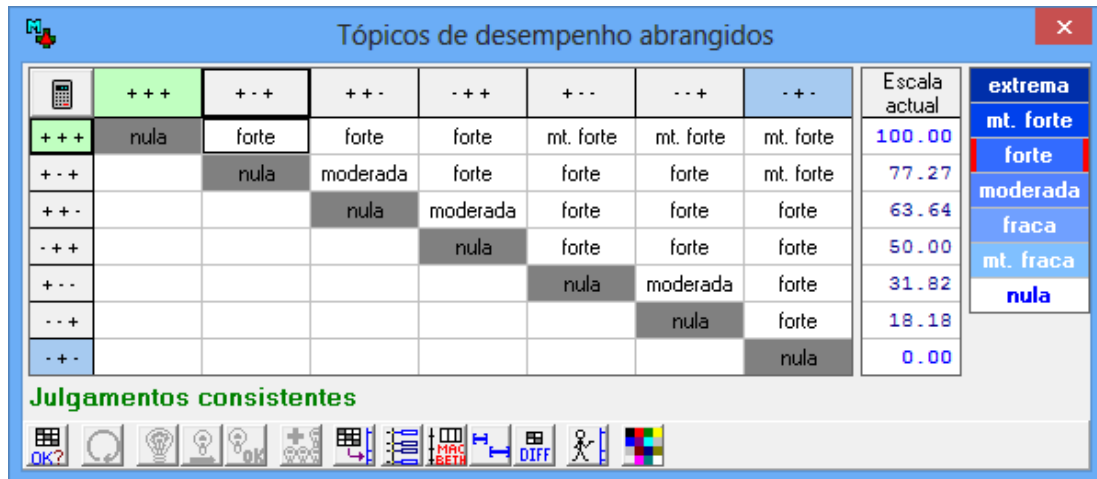 Tópicos de desempenho abrangidos
+ + + + - + + + - - + + + - - - - + - + - Escala actual
+ + + nula forte forte forte mt. forte mt. forte mt. forte 100.00
+ - + nula moderada forte forte forte mt. forte 77.27
+ + - nula moderada forte forte forte 63.64
- + + nula forte forte forte 50.00
+ - - nula moderada forte 31.82
- - + nula forte 18.18
- + - nula 0.00
extrema
mt. forte
forte
moderada
fraca
mt. fraca
nula
Julgamentos consistentes
OK? OK MAC BETH DIFF